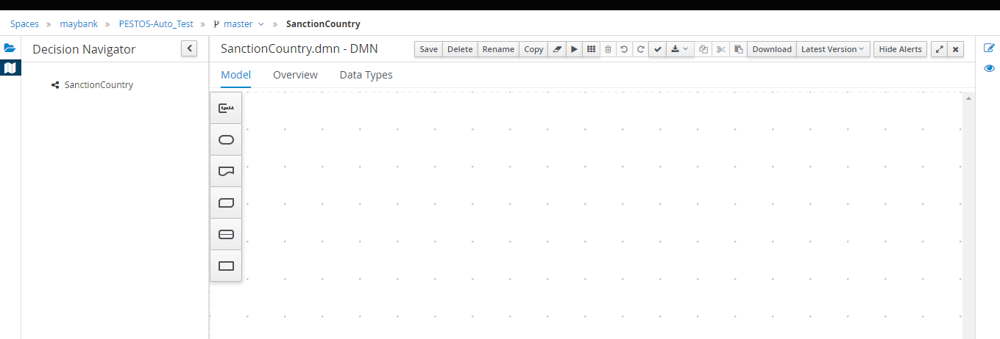 Spaces » maybank » PESTOS-Auto_Test » master » SanctionCountry
Decision Navigator
SanctionCountry
SanctionCountry.dmn - DMN
Save Delete Rename Copy Download Latest Version Hide Alerts
Model Overview Data Types